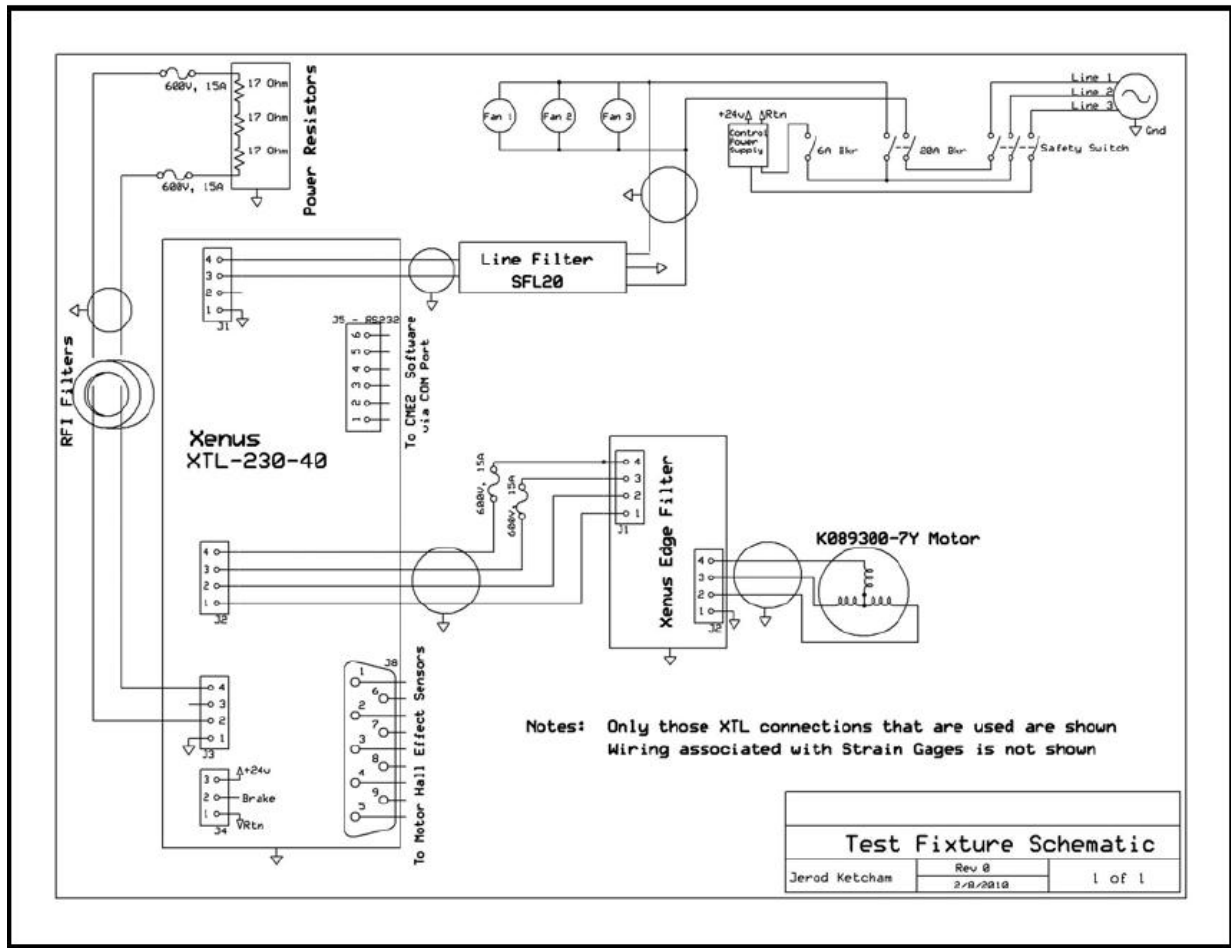 600V, 15A
17 Ohm
17 Ohm
17 Ohm
600V, 15A
Power Resistors
Fan 1
Fan 2
Fan 3
+24v
Rtn
Control
Power
Supply
6A Bkr
20A Bkr
Safety Switch
Line 1
Line 2
Line 3
Gnd
4
3
2
1
J1
Line Filter
SFL20
RFI Filters
J5 - RS232
6
5
4
3
2
1
To CME2 Software
via COM Port
Xenus
XTL-230-40
600V, 15A
600V, 15A
4
3
2
1
J1
Xenus Edge Filter
4
3
2
1
J2
K089300-7Y Motor
4
3
2
1
J2
4
3
2
1
J3
3
+24v
2
Brake
1
Rtn
J4
J8
1
6
2
7
3
8
4
9
5
To Motor Hall Effect Sensors
Notes: Only those XTL connections that are used are shown
Wiring associated with Strain Gages is not shown
Test Fixture Schematic
Jerod Ketcham
Rev 0
2/8/2010
1 of 1